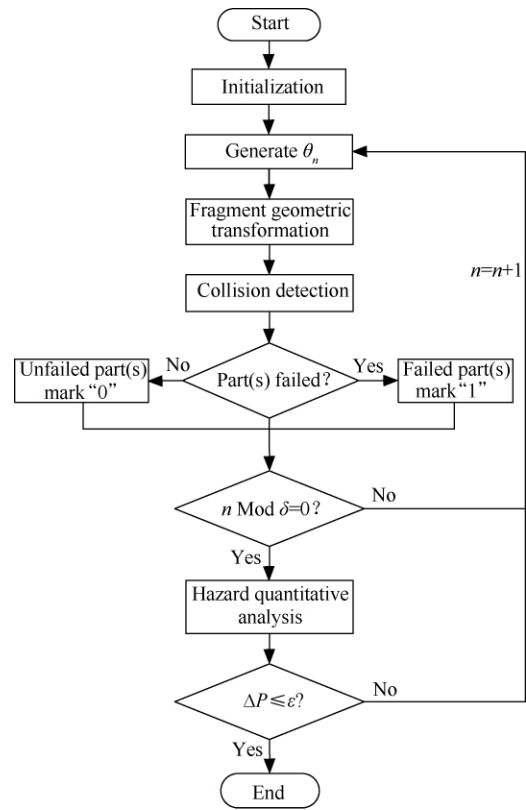 Start
Initialization
Generate θn
Fragment geometric
transformation
n=n+1
Collision detection
Unfailed part(s)
mark “0”
No
Part(s) failed?
Yes
Failed part(s)
mark “1”
n Mod δ=0?
No
Yes
Hazard quantitative
analysis
ΔP≤ε?
No
Yes
End